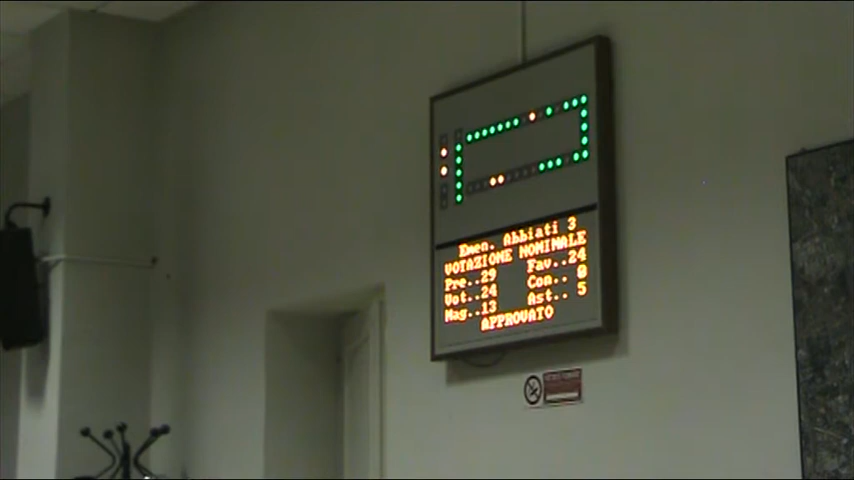 Emen. Abbiati 3
VOTAZIONE NOMINALE
Pre..29 Fav..24
Vot..24 Con.. 0
Mag..13 Ast.. 5
APPROVATO